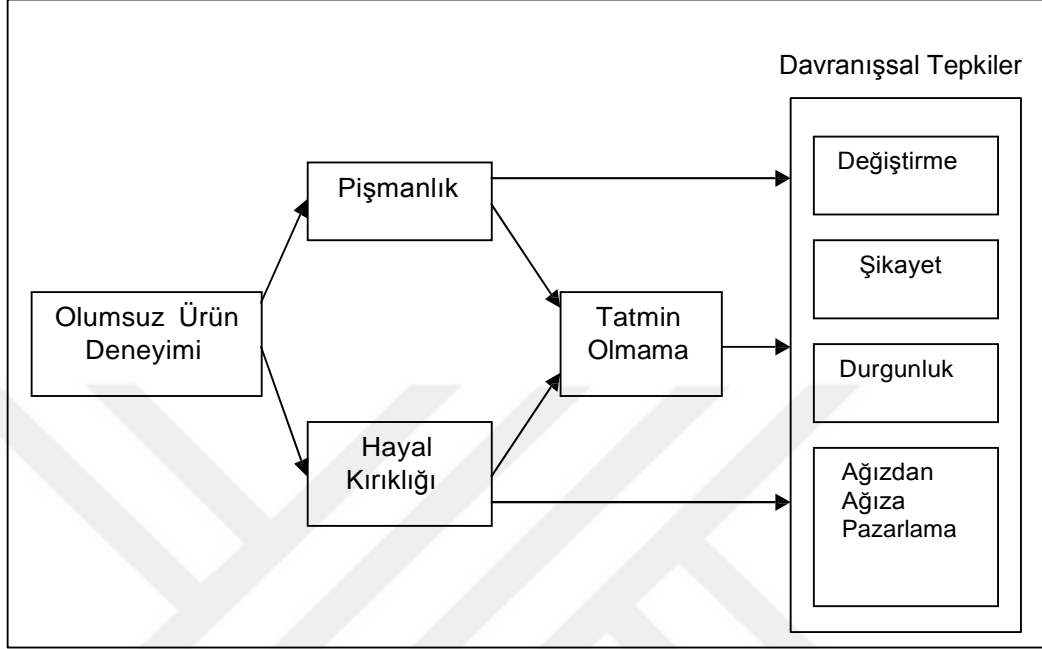 Davranışsal Tepkiler
Değiştirme
Pişmanlık
Şikayet
Olumsuz Ürün
Deneyimi
Tatmin
Olmama
Durgunluk
Hayal
Kırıklığı
Ağızdan
Ağıza
Pazarlama